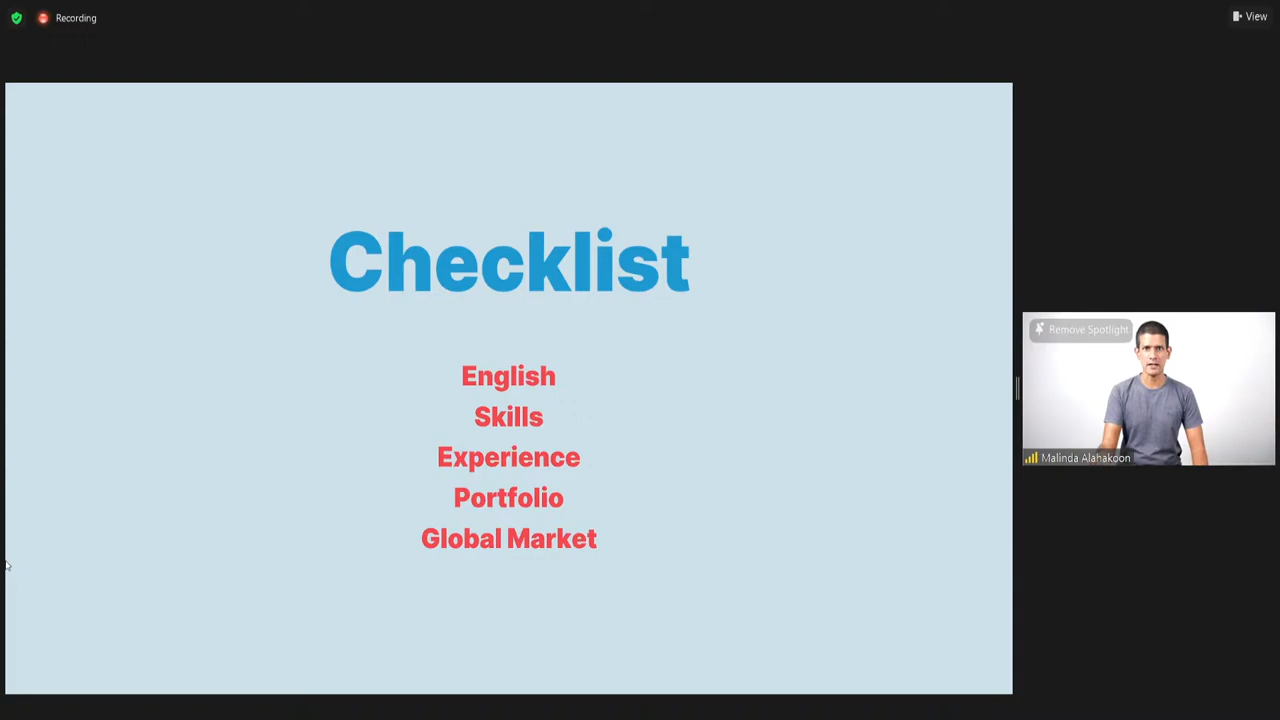 Recording
View
Checklist
English
Skills
Experience
Portfolio
Global Market
Remove Spotlight
Malinda Alahakoon